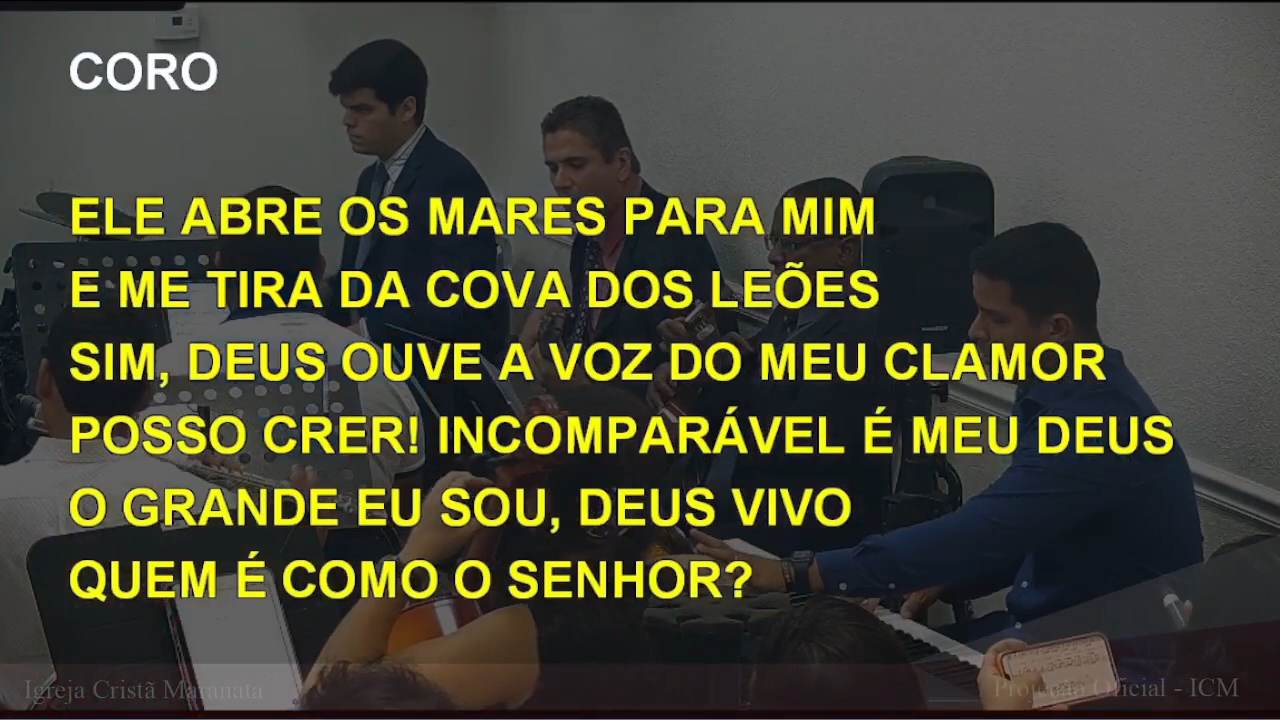 CORO
ELE ABRE OS MARES PARA MIM
E ME TIRA DA COVA DOS LEÕES
SIM, DEUS OUVE A VOZ DO MEU CLAMOR
POSSO CRER! INCOMPARÁVEL É MEU DEUS
O GRANDE EU SOU, DEUS VIVO
QUEM É COMO O SENHOR?
Igreja Cristã Maranata
Projeção Oficial - ICM